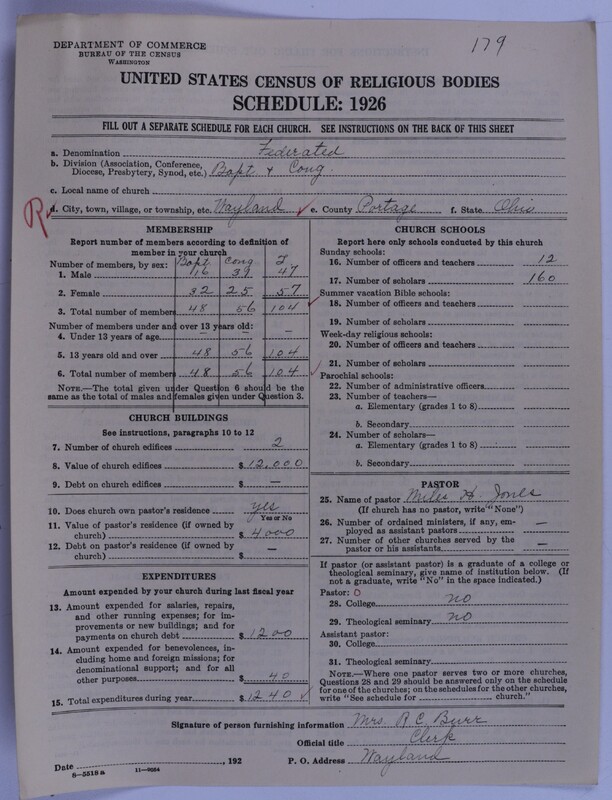 179
DEPARTMENT OF COMMERCE
BUREAU OF THE CENSUS
WASHINGTON
UNITED STATES CENSUS OF RELIGIOUS BODIES
SCHEDULE: 1926
FILL OUT A SEPARATE SCHEDULE FOR EACH CHURCH. SEE INSTRUCTIONS ON THE BACK OF THIS SHEET
a. Denomination Federated
b. Division (Association, Conference,
Diocese, Presbytery, Synod, etc.) Bapt & Cong.
c. Local name of church
R d. City, town, village, or township, etc. Wayland ✓ e. County Portage f. State Ohio
MEMBERSHIP
Report number of members according to definition of
member in your church
Number of members, by sex: Bapt Cong T
1. Male 16 31 47
2. Female 32 25 57
3. Total number of members 48 56 104 ✓
Number of members under and over 13 years old:
4. Under 13 years of age — — —
5. 13 years old and over 48 56 104
6. Total number of members 48 56 104 ✓
NOTE.—The total given under Question 6 should be the
same as the total of males and females given under Question 3.
CHURCH BUILDINGS
See instructions, paragraphs 10 to 12
7. Number of church edifices 2
8. Value of church edifices $ 12,000
9. Debt on church edifices $ —
10. Does church own pastor's residence yes
Yes or No
11. Value of pastor's residence (if owned by
church) $ 4000
12. Debt on pastor's residence (if owned by
church) $ —
EXPENDITURES
Amount expended by your church during last fiscal year
13. Amount expended for salaries, repairs,
and other running expenses; for im-
provements or new buildings; and for
payments on church debt $ 1200
14. Amount expended for benevolences, in-
cluding home and foreign missions; for
denominational support; and for all
other purposes $ 40
15. Total expenditures during year $ 1240 ✓
CHURCH SCHOOLS
Report here only schools conducted by this church
Sunday schools:
16. Number of officers and teachers 12
17. Number of scholars 160
Summer vacation Bible schools:
18. Number of officers and teachers
19. Number of scholars
Week-day religious schools:
20. Number of officers and teachers
21. Number of scholars
Parochial schools:
22. Number of administrative officers
23. Number of teachers—
a. Elementary (grades 1 to 8)
b. Secondary
24. Number of scholars—
a. Elementary (grades 1 to 8)
b. Secondary
PASTOR
25. Name of pastor Miles H. Jones
(If church has no pastor, write "None")
26. Number of ordained ministers, if any, em-
ployed as assistant pastors —
27. Number of other churches served by the
pastor or his assistants —
If pastor (or assistant pastor) is a graduate of a college or
theological seminary, give name of institution below. (If
not a graduate, write "No" in the space indicated.)
Pastor: O
28. College no
29. Theological seminary no
Assistant pastor:
30. College
31. Theological seminary
NOTE.—Where one pastor serves two or more churches,
Questions 28 and 29 should be answered only on the schedule
for one of the churches; on the schedules for the other churches,
write "See schedule for church."
Signature of person furnishing information Mrs. R. C. Burr
Official title Clerk
Date , 192 P. O. Address Wayland
8—5518 a 11—9054